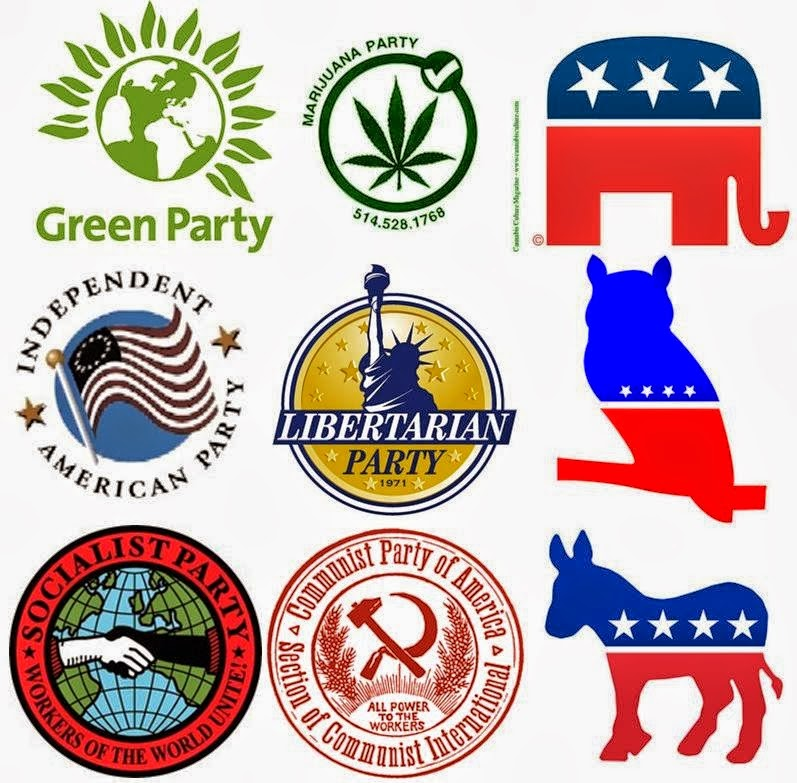 Green Party
MARIJUANA PARTY
514.528.1768
Cannabis Culture Magazine - www.cannabisculture.com
©
INDEPENDENT
AMERICAN PARTY
LIBERTARIAN
PARTY
1971
SOCIALIST PARTY
WORKERS OF THE WORLD UNITE!
Communist Party of America
Section of Communist International
ALL POWER
TO THE
WORKERS